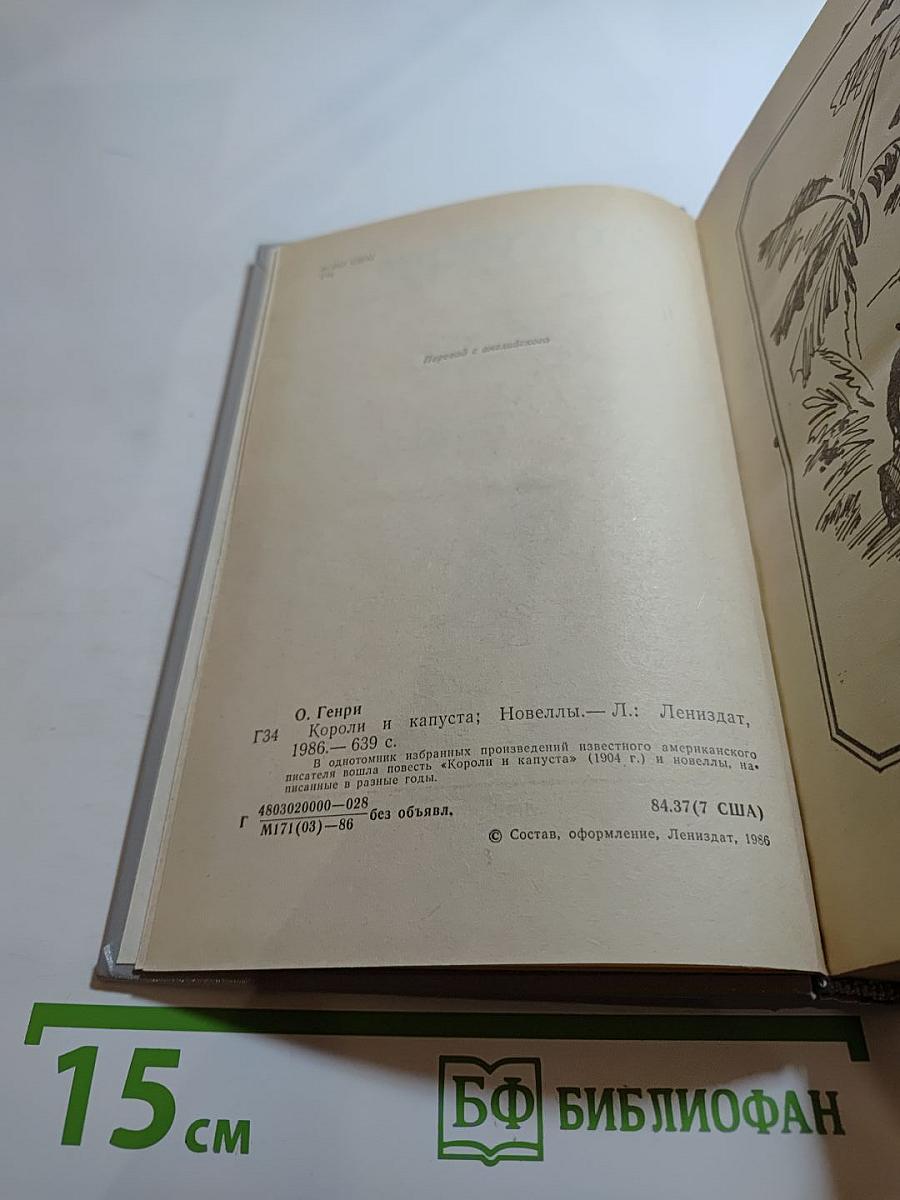 Перевод с английского
О. Генри
Г34 Короли и капуста; Новеллы.— Л.: Лениздат,
1986.— 639 с.
В однотомник избранных произведений известного американского
писателя вошла повесть «Короли и капуста» (1904 г.) и новеллы, на-
писанные в разные годы.
Г 4803020000—028 без объявл. 84.37(7 США)
М171(03)—86
© Состав, оформление, Лениздат, 1986
15 см
БФ БИБЛИОФАН